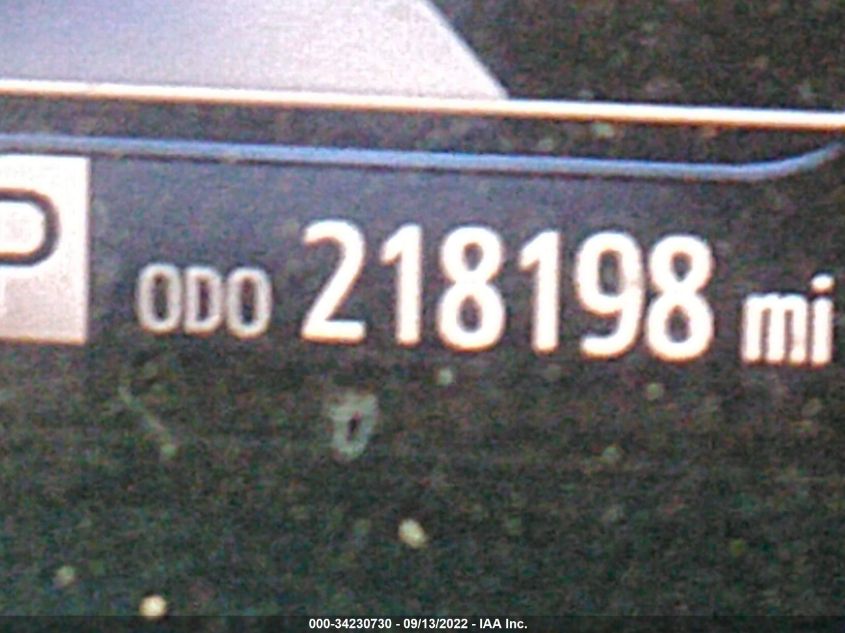 P
ODO 218198 mi
000-34230730 - 09/13/2022 - IAA Inc.